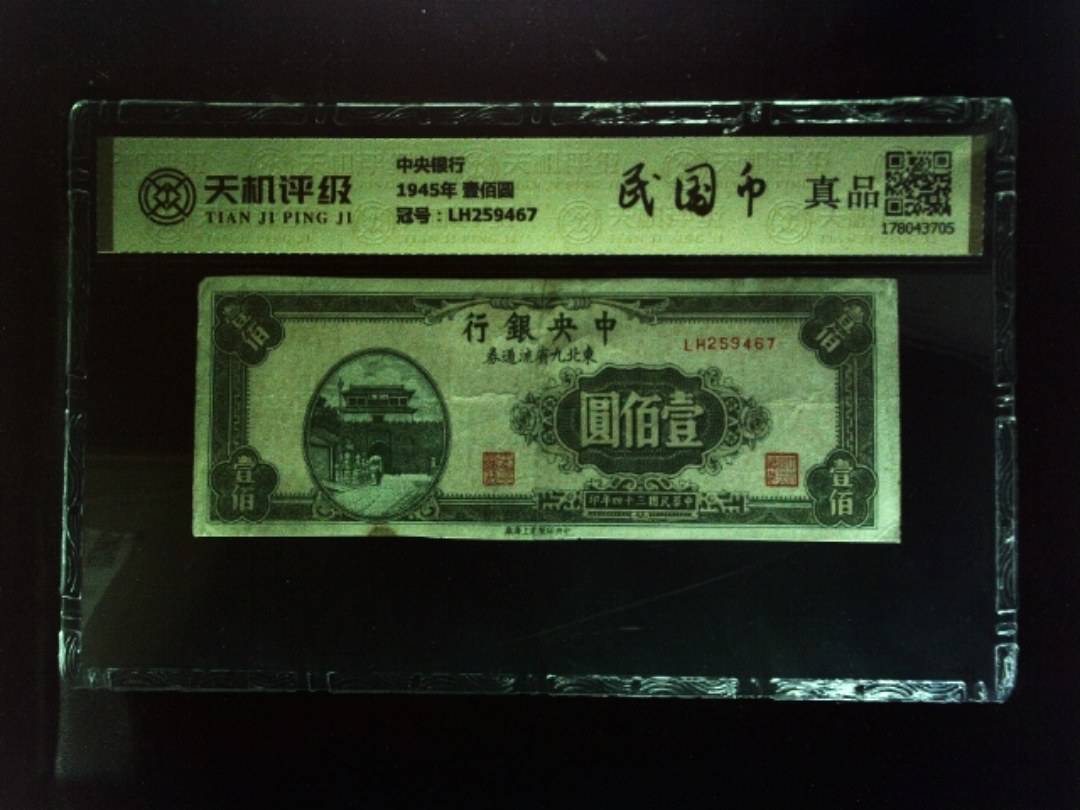 天机评级
TIAN JI PING JI
中央银行
1945年 壹佰圆
冠号：LH259467
民国币
真品
178043705
壹佰
行銀央中
壹佰
券通流省九北東
LH259467
圓佰壹
壹佰
印年四十三國民華中
壹佰